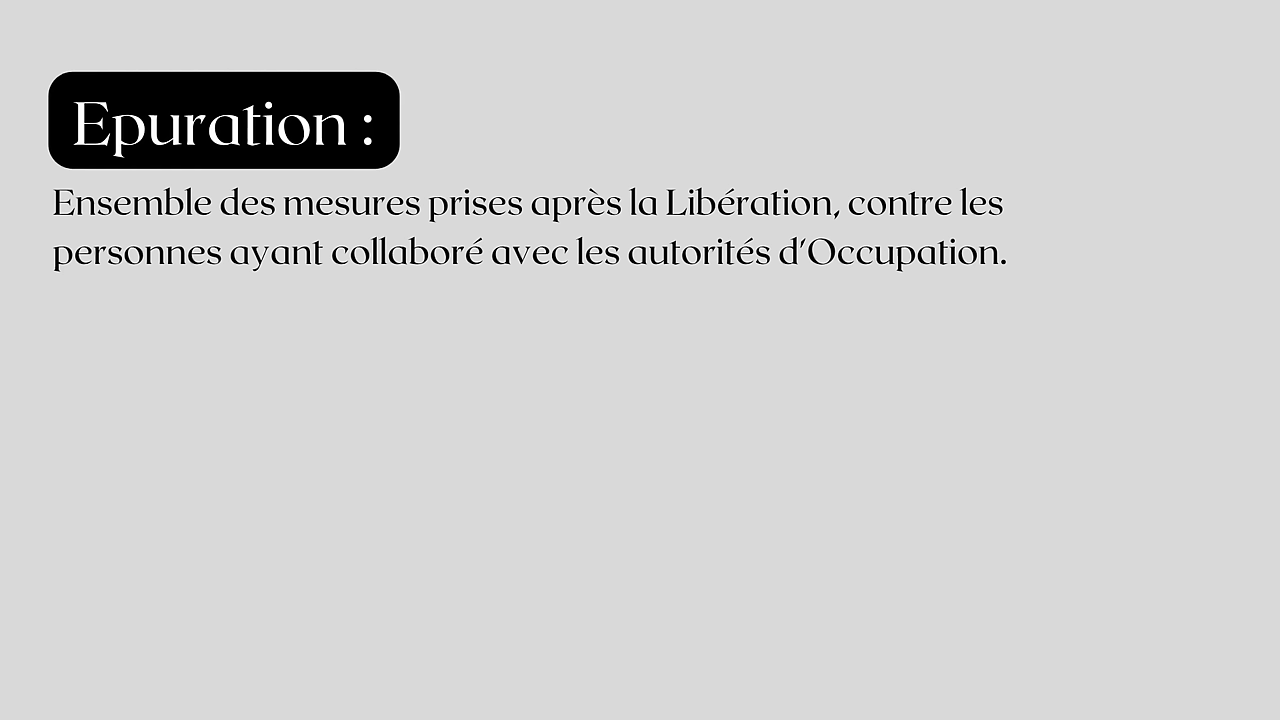 Epuration :
Ensemble des mesures prises après la Libération, contre les
personnes ayant collaboré avec les autorités d'Occupation.